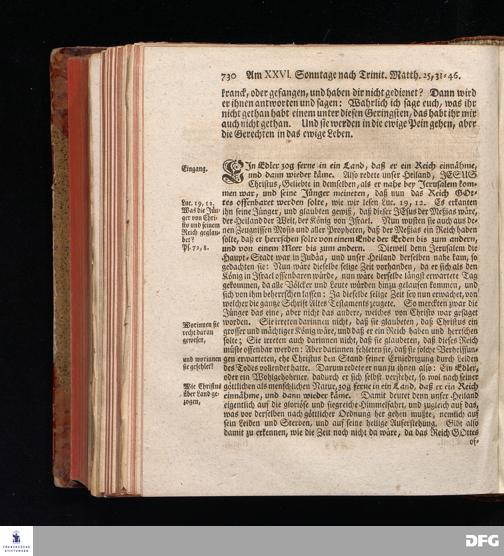 730 Am XXVI. Sonntage nach Trinit. Matth. 25, 31-46.
kranck, oder gefangen, und haben dir nicht gedienet? Dann wird
er ihnen antworten und sagen: Wahrlich ich sage euch, was ihr
nicht gethan habt einem unter diesen Geringsten, das habt ihr mir
auch nicht gethan. Und sie werden in die ewige Pein gehen, aber
die Gerechten in das ewige Leben.
Eingang.
EIn Edler zog ferne in ein Land, daß er ein Reich einnähme,
und dann wieder käme. Also redete unser Heiland, JESUS
Christus, Geliebte in demselben, als er nahe bey Jerusalem kom-
men war, und seine Jünger meineten, daß nun das Reich GOt-
tes offenbaret werden solte, wie wir lesen Luc. 19, 12. Es erkanten
ihn seine Jünger, und glaubten gewiß, daß dieser JEsus der Meßias wäre,
der Heiland der Welt, der König von Israel. Nun wusten sie auch aus de-
nen Zeugnissen Mosis und aller Propheten, daß der Meßias ein Reich haben
solte, daß er herrschen solte von einem Ende der Erden bis zum andern,
und von einem Meer bis zum andern. Dieweil denn Jerusalem die
Haupt-Stadt war in Judäa, und unser Heiland derselben nahe kam, so
gedachten sie: Nun wäre dieselbe selige Zeit vorhanden, da er sich als den
König in Israel offenbaren würde, nun wäre derselbe längst erwartete Tag
gekommen, da alle Völcker und Leute würden hinzu gelaufen kommen, und
sich von ihm beherrschen lassen: Ja dieselbe selige Zeit sey nun erwachet, von
welcher die gantze Schrift Altes Testaments zeugete. So merckten zwar die
Jünger das eine, aber nicht das andere, welches von Christo war gesaget
worden. Sie irreten darinnen nicht, daß sie glaubeten, daß Christus ein
grosser und mächtiger König wäre, und daß er ein Reich haben und herrschen
solte; Sie irreten auch darinnen nicht, daß sie glaubeten, daß dieses Reich
müste offenbar werden: Aber darinnen fehleten sie, daß sie solche Verheissun-
gen erwarteten, ehe Christus den Stand seiner Erniedrigung durch Leiden
des Todes vollendet hatte. Darum redete er nun zu ihnen also: Ein Edler,
oder ein Wohlgebohrner, dadurch er sich selbst verstehet, so wol nach seiner
göttlichen als menschlichen Natur, zog ferne in ein Land, daß er ein Reich
einnähme, und dann wieder käme. Damit deutet denn unser Heiland
eigentlich auf die gloriöse und siegreiche Himmelfahrt, und zugleich auf das,
was vor derselben nach göttlicher Ordnung her gehen mußte, nemlich auf
sein Leiden und Sterben, und auf seine heilige Auferstehung. Gibt also
damit zu erkennen, wie die Zeit noch nicht da wäre, da das Reich GOttes
of-
Luc. 19, 12.
Was die Jün-
ger von Chri-
sto und seinem
Reich geglau-
bet?
Ps. 72, 8.
Worinnen sie
recht daran
gewesen,
und worinnen
sie gefehlet?
Wie Christus
über Land ge-
zogen,
FRANCKESCHE
STIFTUNGEN
DFG